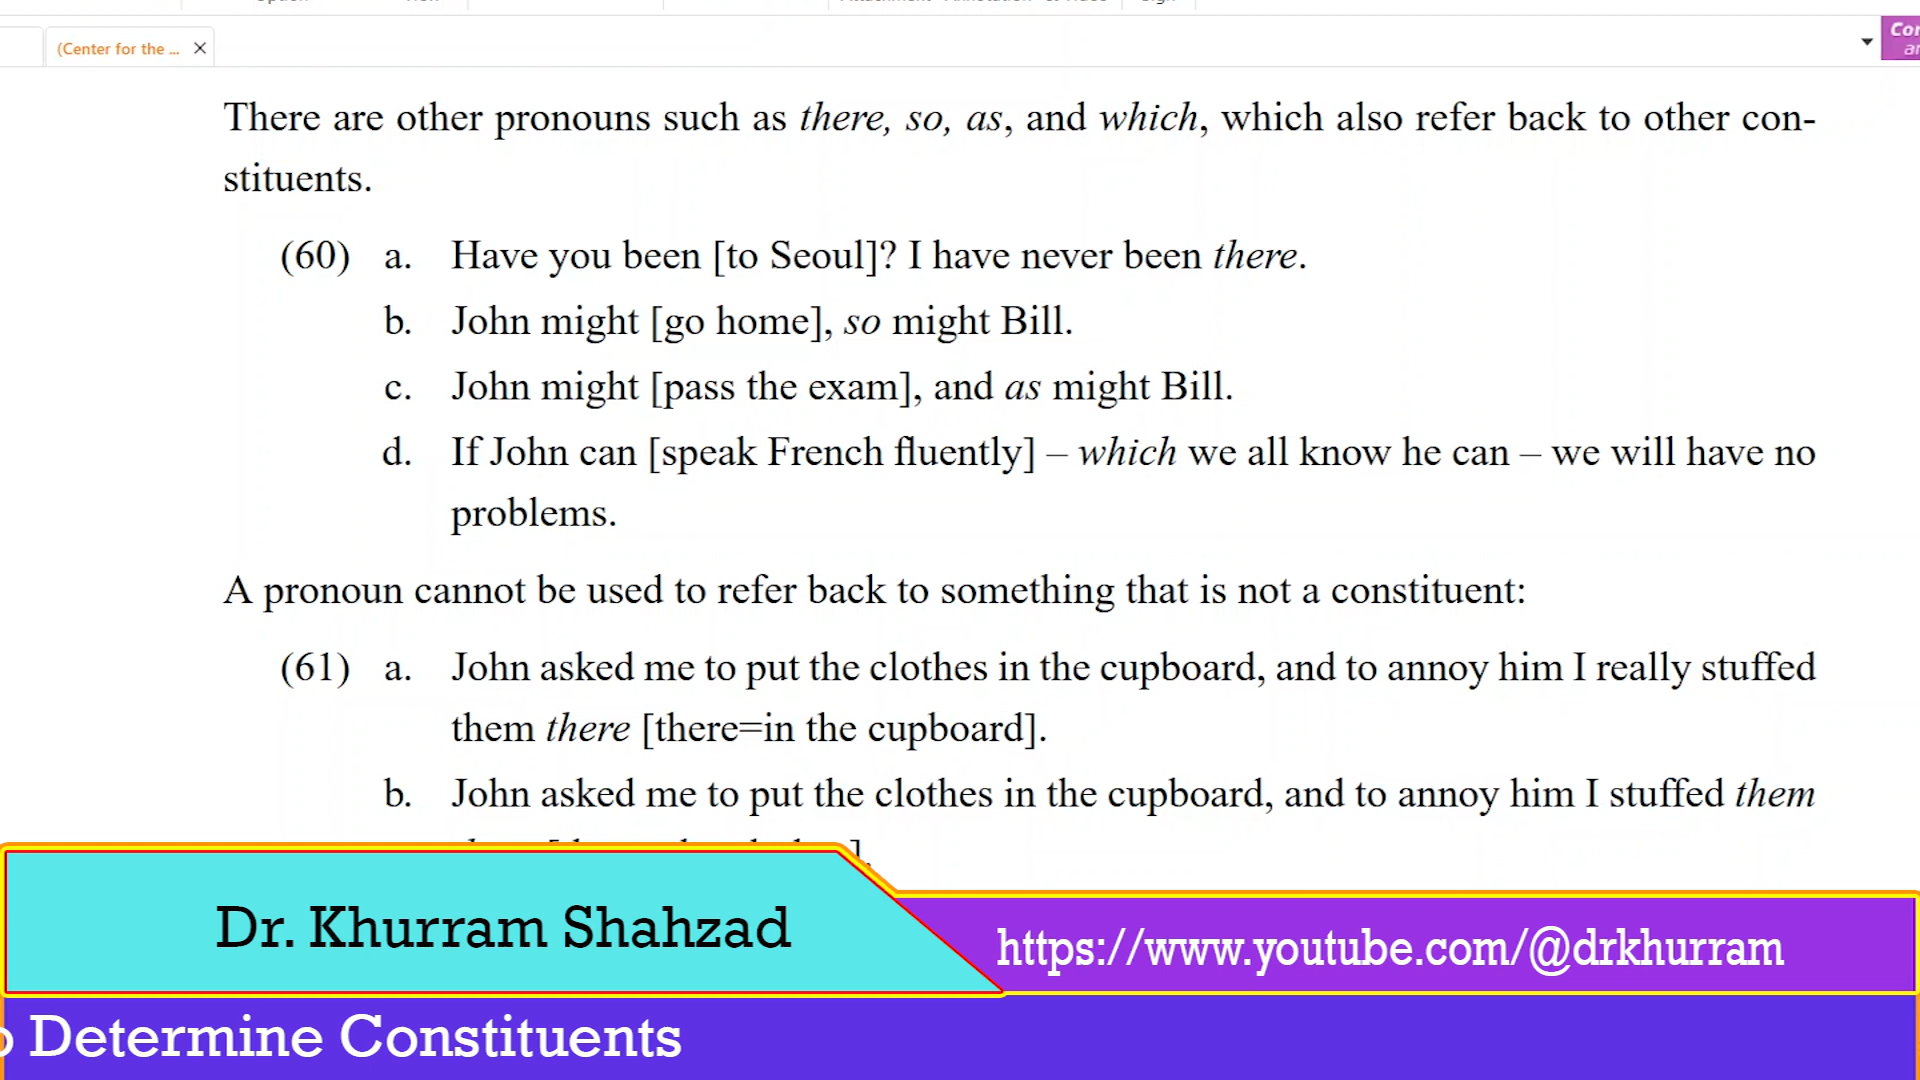 (Center for the ...
There are other pronouns such as there, so, as, and which, which also refer back to other con-
stituents.
(60) a. Have you been [to Seoul]? I have never been there.
b. John might [go home], so might Bill.
c. John might [pass the exam], and as might Bill.
d. If John can [speak French fluently] – which we all know he can – we will have no
problems.
A pronoun cannot be used to refer back to something that is not a constituent:
(61) a. John asked me to put the clothes in the cupboard, and to annoy him I really stuffed
them there [there=in the cupboard].
b. John asked me to put the clothes in the cupboard, and to annoy him I stuffed them
Dr. Khurram Shahzad
https://www.youtube.com/@drkhurram
Determine Constituents